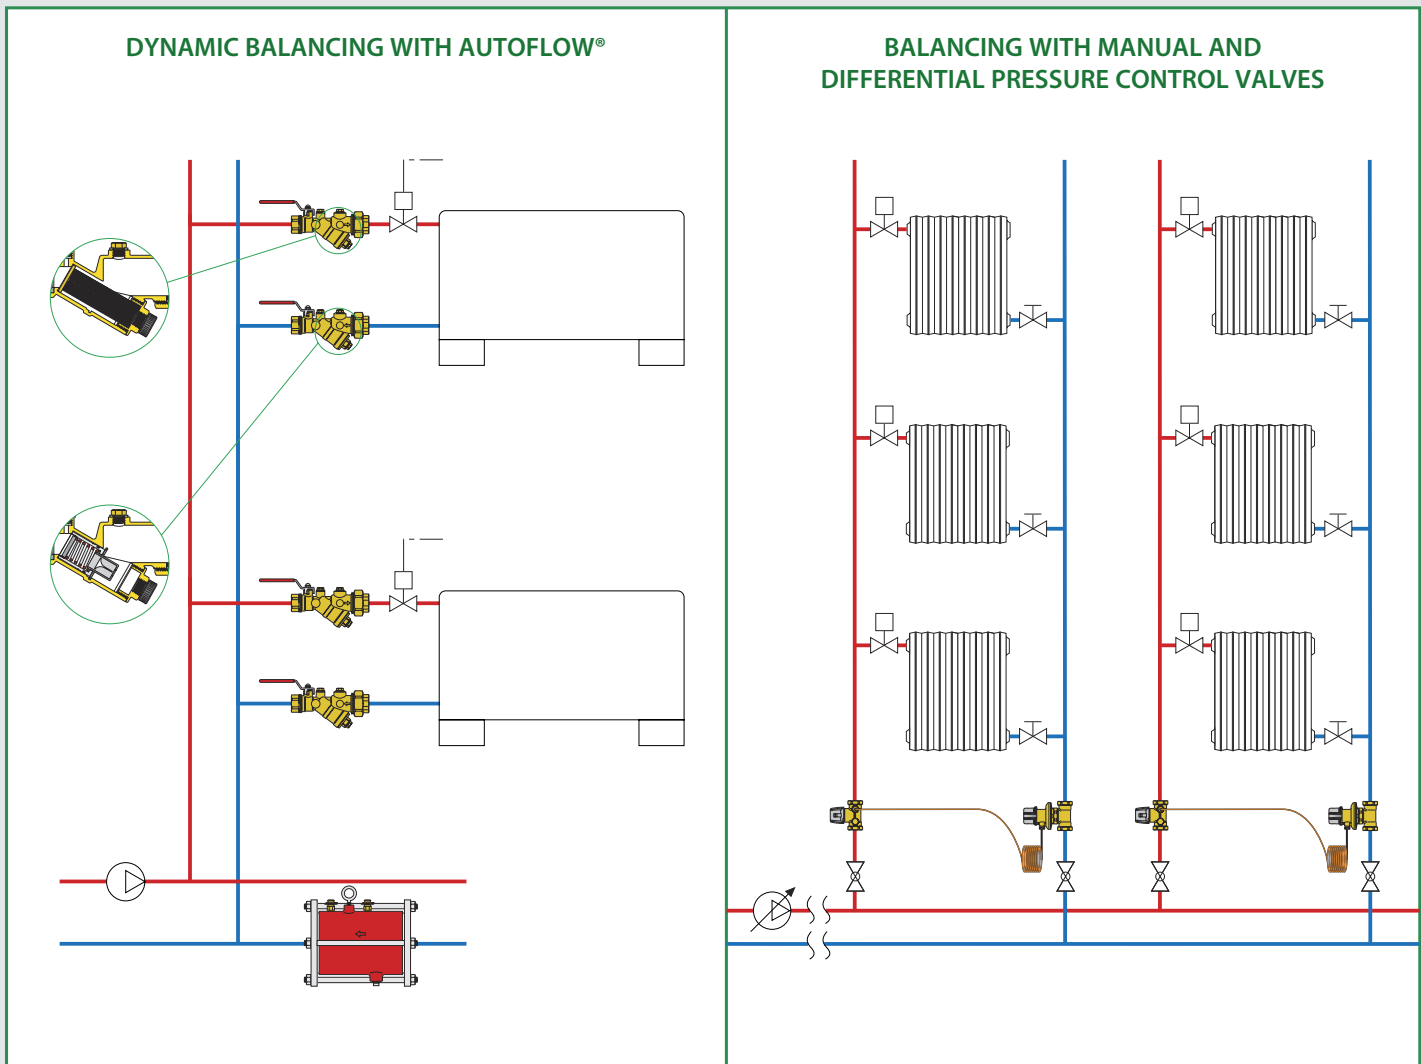 DYNAMIC BALANCING WITH AUTOFLOW®
BALANCING WITH MANUAL AND
DIFFERENTIAL PRESSURE CONTROL VALVES